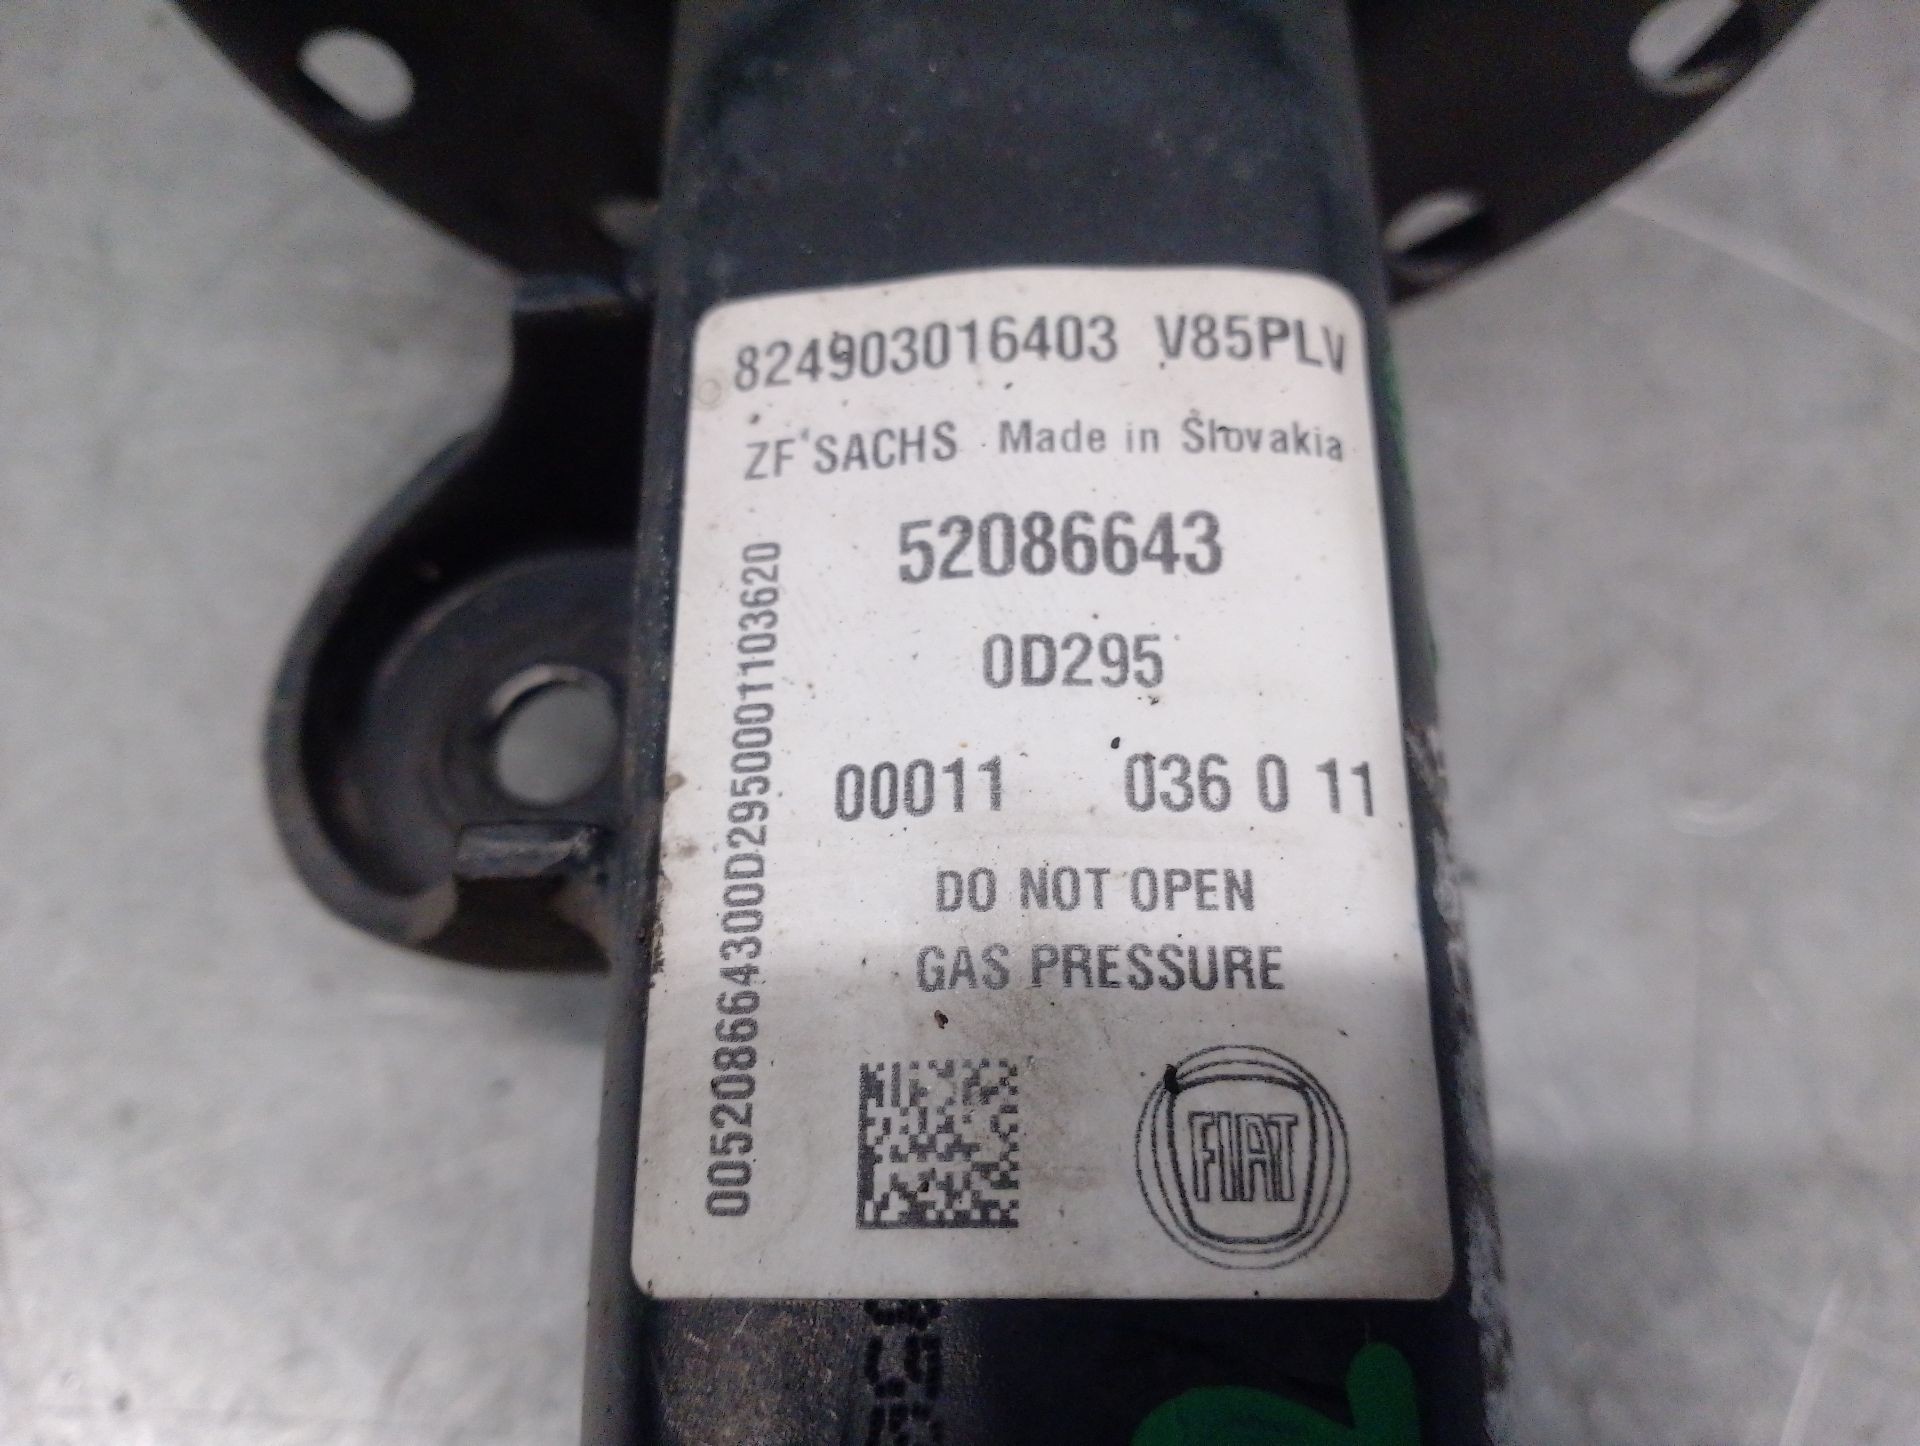 824903016403 V85PLV
ZF SACHS Made in Slovakia
52086643
0D295
00011 036 0 11
DO NOT OPEN
GAS PRESSURE
005208664300D2950001103620
FIAT